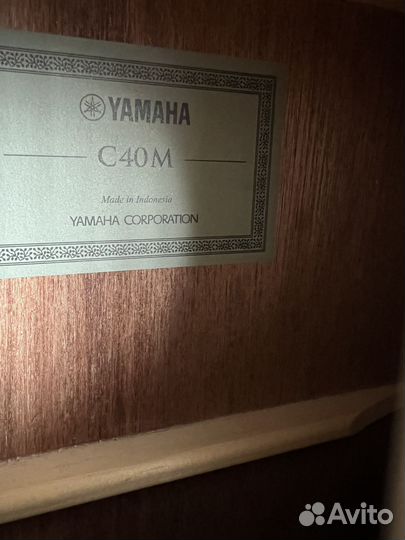 YAMAHA
C40M
Made in Indonesia
YAMAHA CORPORATION
Avito